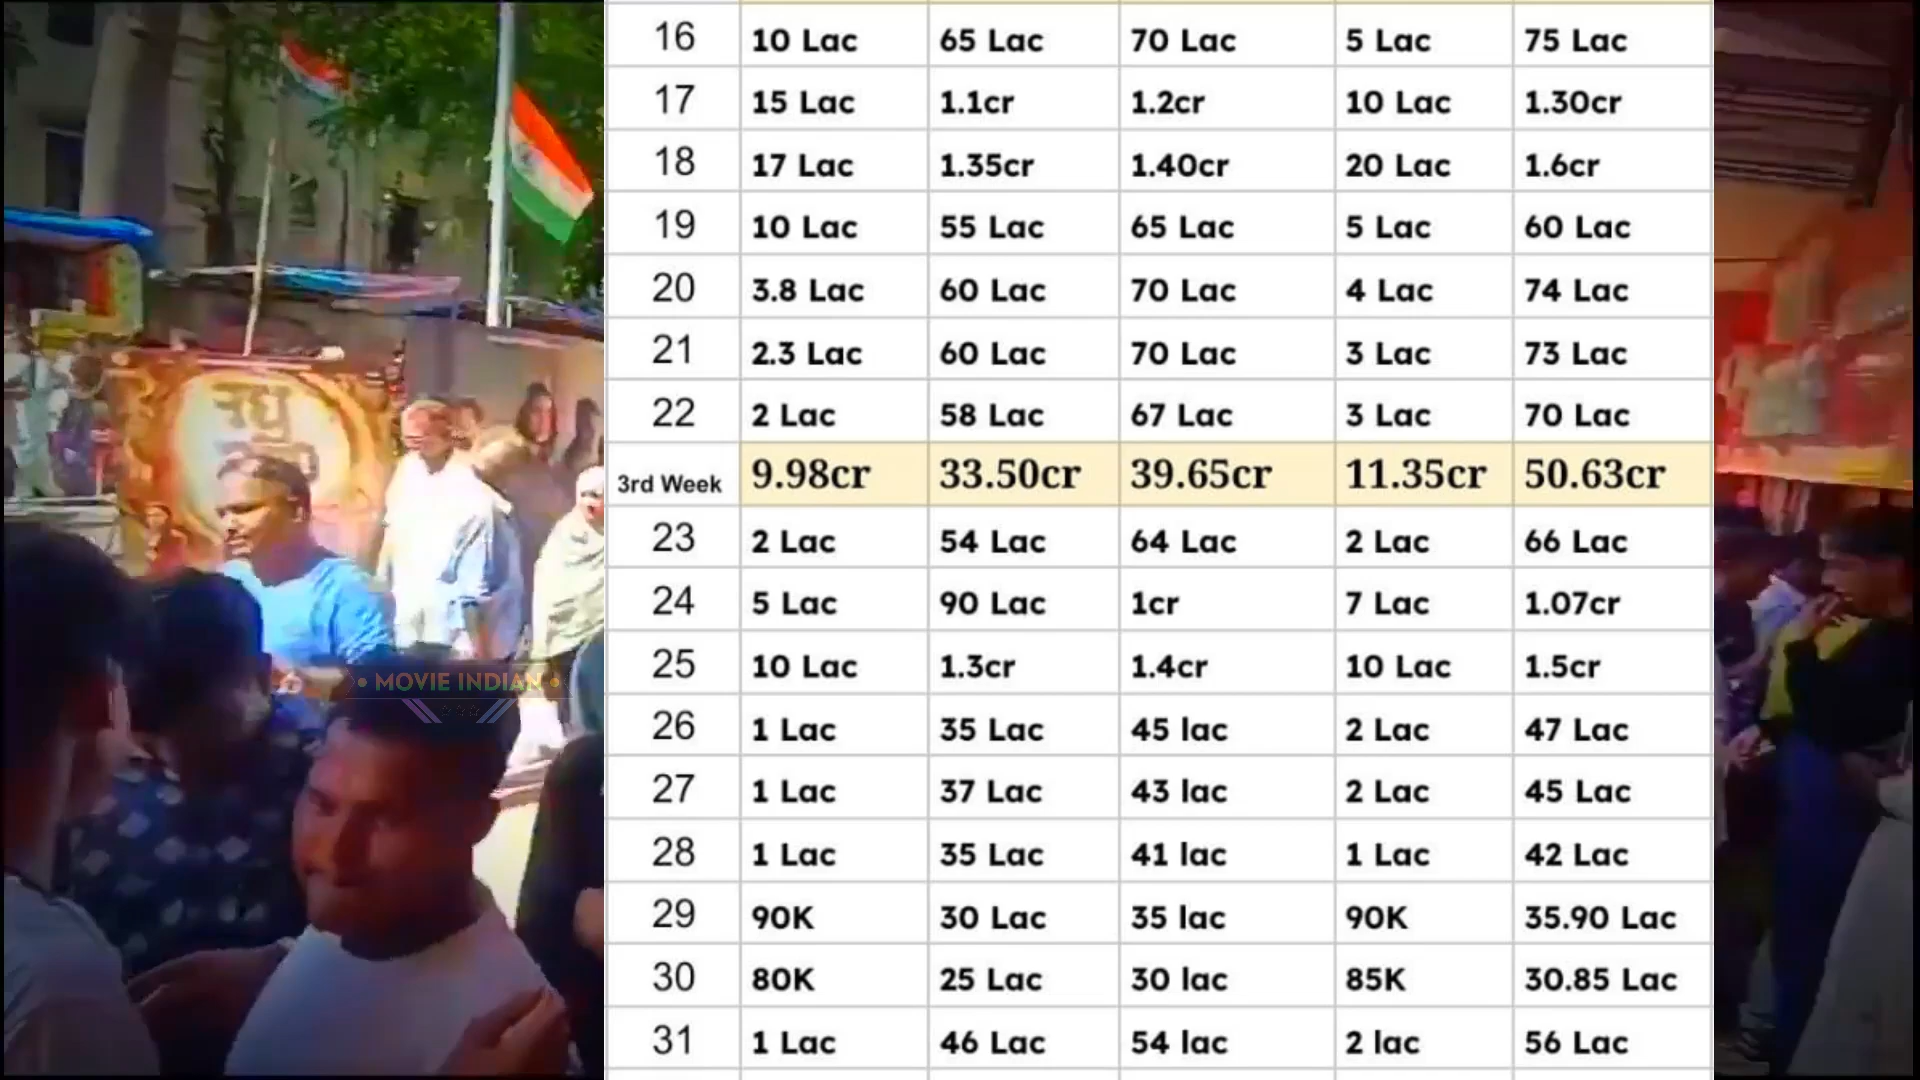 16 10 Lac 65 Lac 70 Lac 5 Lac 75 Lac
17 15 Lac 1.1cr 1.2cr 10 Lac 1.30cr
18 17 Lac 1.35cr 1.40cr 20 Lac 1.6cr
19 10 Lac 55 Lac 65 Lac 5 Lac 60 Lac
20 3.8 Lac 60 Lac 70 Lac 4 Lac 74 Lac
21 2.3 Lac 60 Lac 70 Lac 3 Lac 73 Lac
22 2 Lac 58 Lac 67 Lac 3 Lac 70 Lac
3rd Week 9.98cr 33.50cr 39.65cr 11.35cr 50.63cr
23 2 Lac 54 Lac 64 Lac 2 Lac 66 Lac
24 5 Lac 90 Lac 1cr 7 Lac 1.07cr
25 10 Lac 1.3cr 1.4cr 10 Lac 1.5cr
26 1 Lac 35 Lac 45 lac 2 Lac 47 Lac
27 1 Lac 37 Lac 43 lac 2 Lac 45 Lac
28 1 Lac 35 Lac 41 lac 1 Lac 42 Lac
29 90K 30 Lac 35 lac 90K 35.90 Lac
30 80K 25 Lac 30 lac 85K 30.85 Lac
31 1 Lac 46 Lac 54 lac 2 lac 56 Lac
• MOVIE INDIAN •